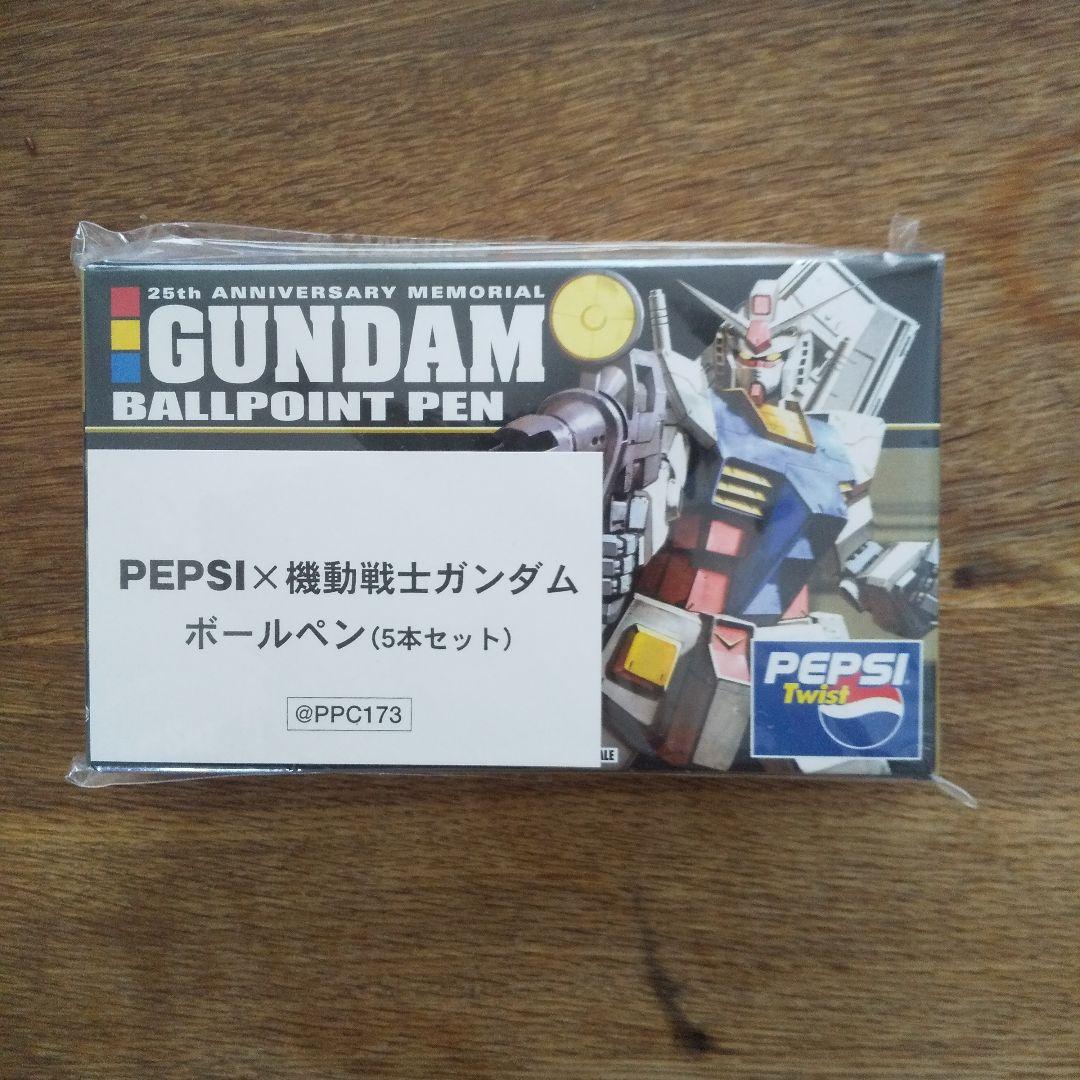 25th ANNIVERSARY MEMORIAL
GUNDAM
BALLPOINT PEN
PEPSI×機動戦士ガンダム
ボールペン(5本セット)
@PPC173
PEPSI
Twist